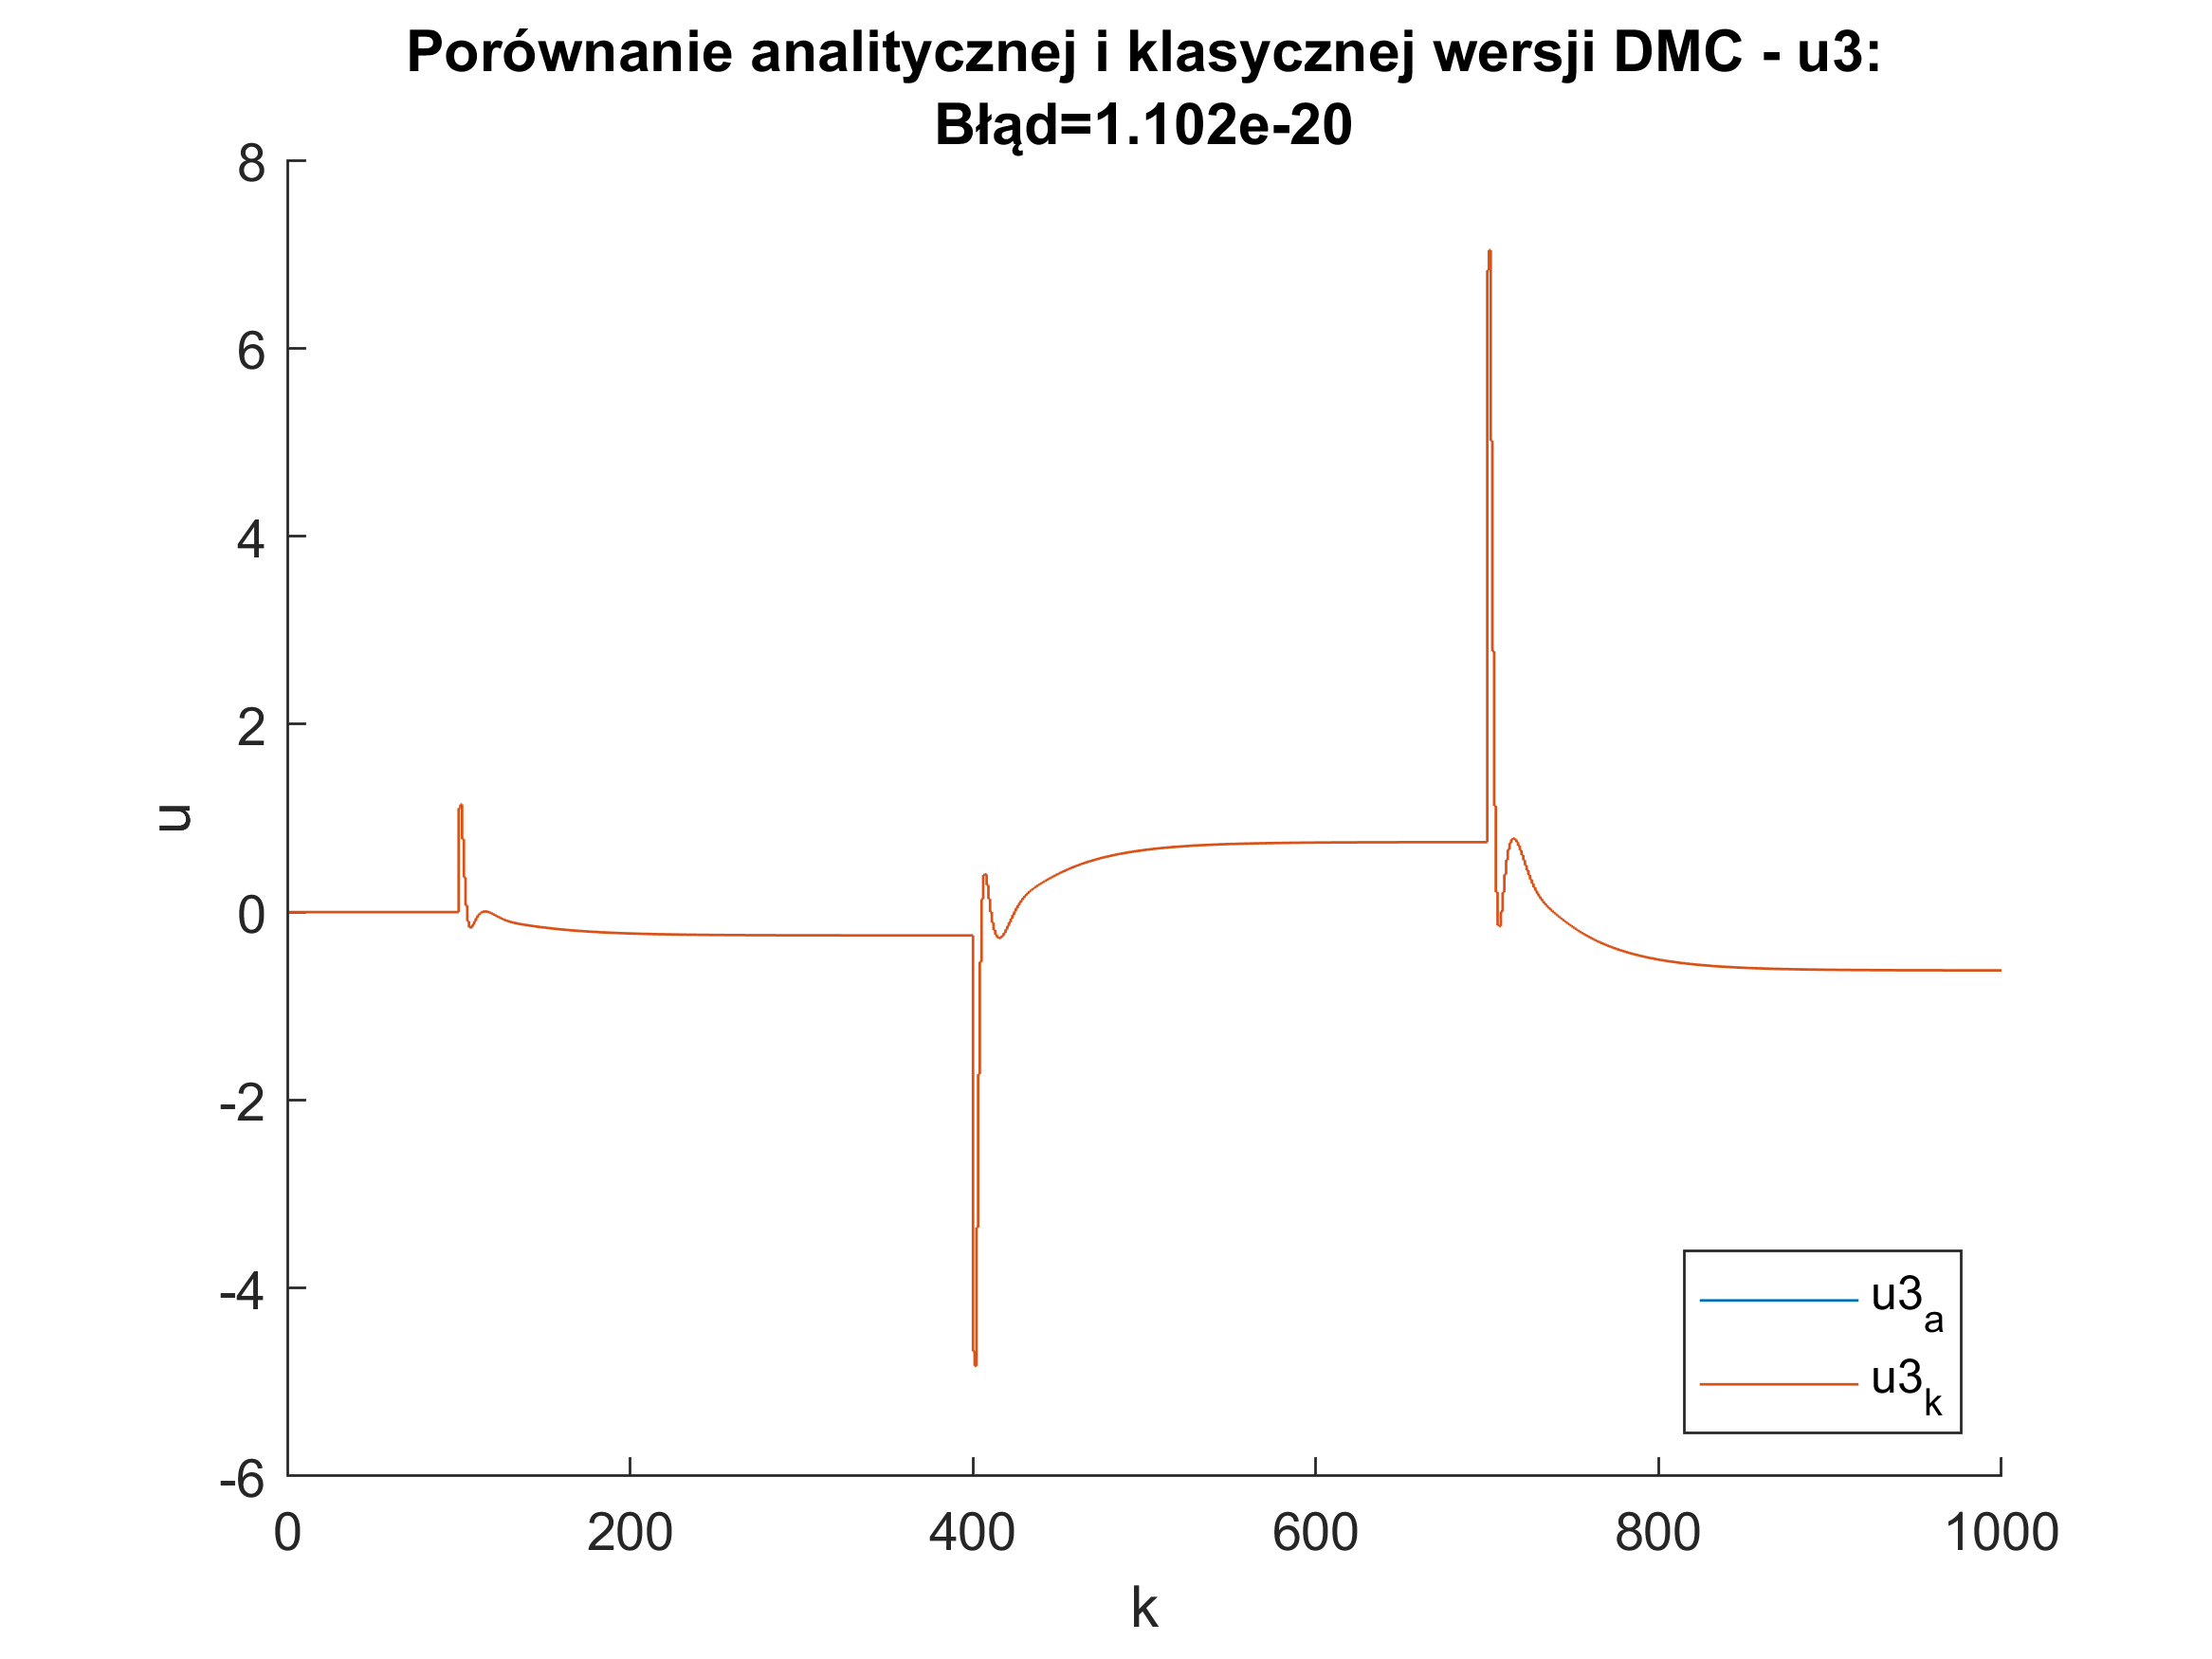 Porównanie analitycznej i klasycznej wersji DMC - u3:
Błąd=1.102e-20
8
6
4
2
0
-2
-4
-6
u
0 200 400 600 800 1000
k
u3a
u3k